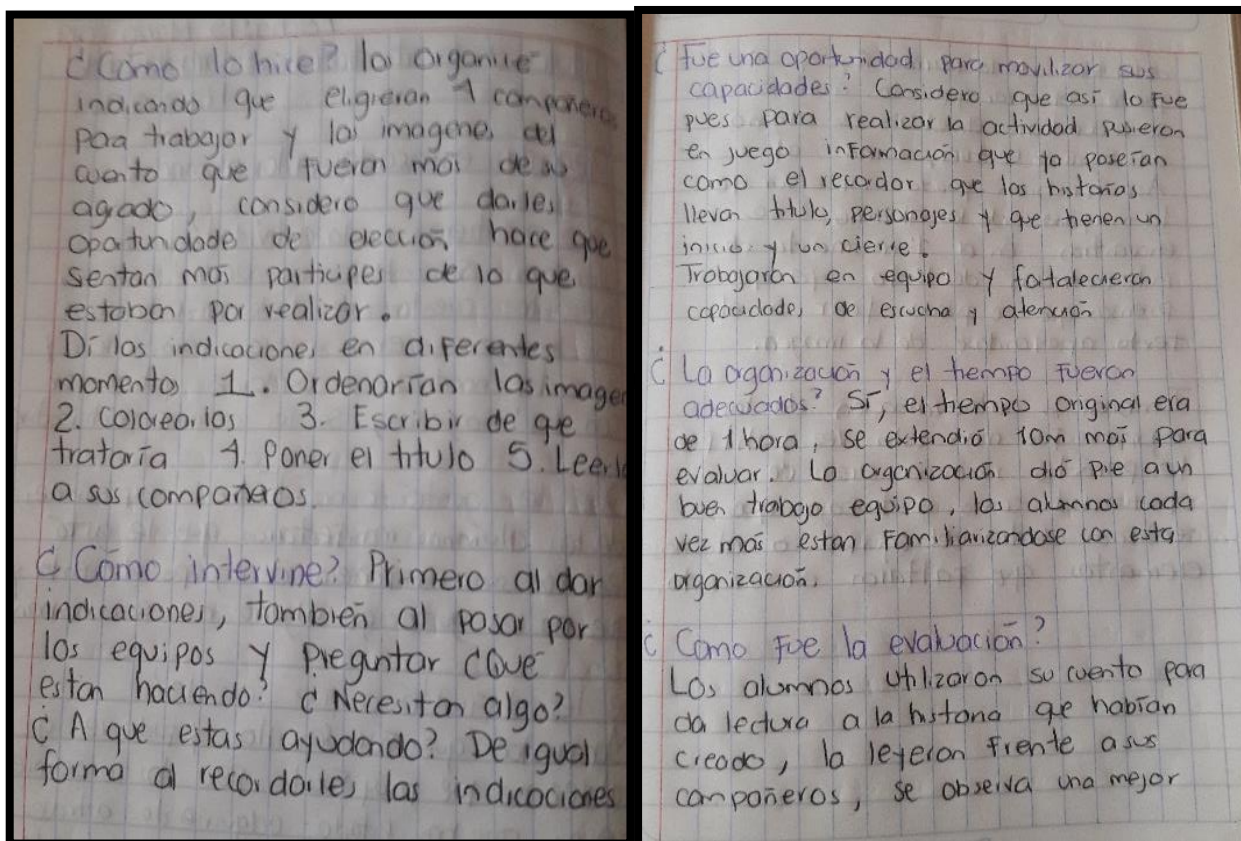 ¿Cómo lo hice? los organicé
indicando que eligieran 1 compañero
para trabajar y las imagenes del
cuento que fueron más de su
agrado, considero que darles
oportunidade de elección, hace que
sentan más participes de lo que
estaban por realizar.
Di las indicaciones en diferentes
momentos 1. Ordenarían las imagen
2. Colorearlos 3. Escribir de que
trataría 4. Poner el titulo 5. Leerlo
a sus compañeros.
¿Cómo intervine? Primero al dar
indicaciones, también al pasar por
los equipos y preguntar ¿Qué
estan haciendo? ¿Necesitan algo?
¿A que estas ayudando? De igual
forma al recordarles las indicaciones
¿Fue una oportunidad para movilizar sus
capacidades? Considero que así lo fue
pues para realizar la actividad pusieron
en juego información que ya poseían
como el recordar que las historias
llevan titulo, personajes y que tienen un
inicio y un cierre.
Trabajaron en equipo y fortalecieron
capacidades de escucha y atención
¿La organización y el tiempo fueron
adecuados? Sí, el tiempo original era
de 1 hora, se extendió 10m más para
evaluar. La organización dió pie a un
buen trabajo equipo, los alumnos cada
vez más estan familiarizandose con esta
organización.
¿Como fue la evaluación?
Los alumnos utilizaron su cuento para
da lectura a la historia que habían
creado, la leyeron frente a sus
compañeros, se observa una mejor